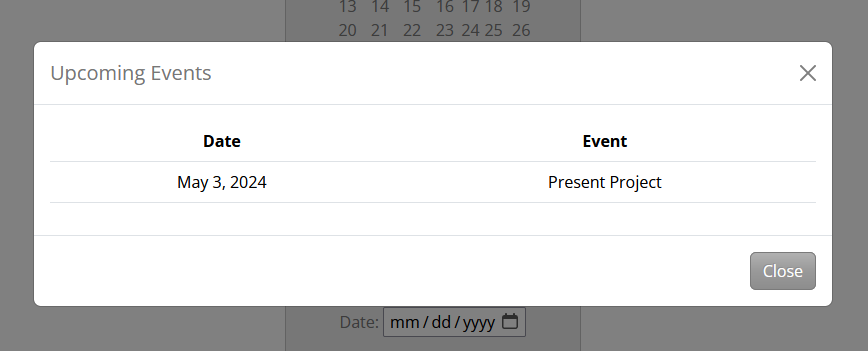 13 14 15 16 17 18 19
20 21 22 23 24 25 26
Upcoming Events
Date Event
May 3, 2024 Present Project
Close
Date: mm/dd/yyyy